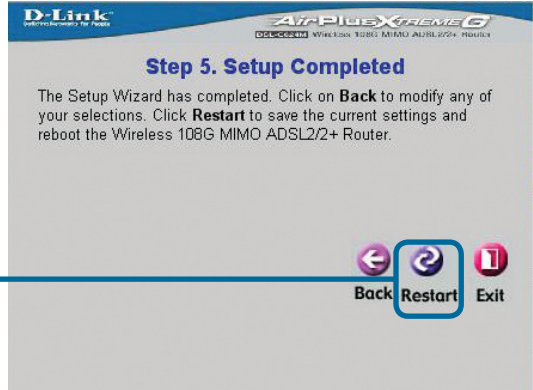 D-Link
Building Networks for People
AirPlusXTREME G
DSL-G624M Wireless 108G MIMO ADSL2/2+ Router
Step 5. Setup Completed
The Setup Wizard has completed. Click on Back to modify any of
your selections. Click Restart to save the current settings and
reboot the Wireless 108G MIMO ADSL2/2+ Router.
Back Restart Exit